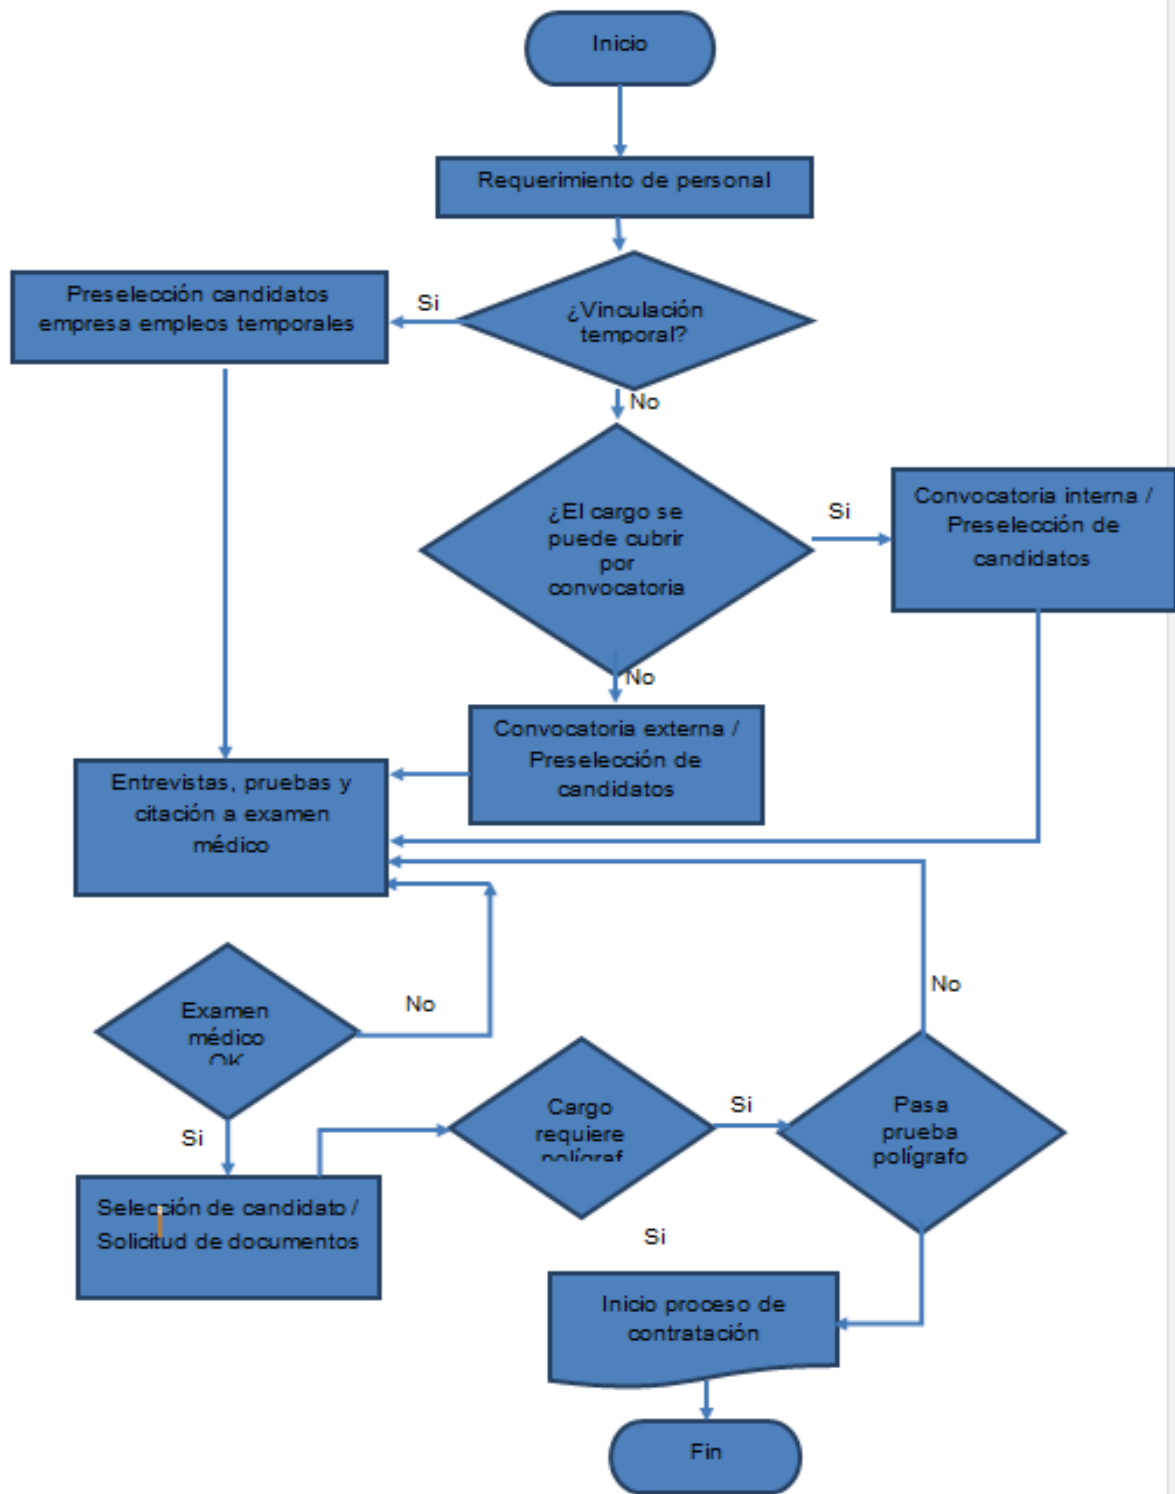 Inicio
Requerimiento de personal
Preselección candidatos
empresa empleos temporales
Si
¿Vinculación
temporal?
No
¿El cargo se
puede cubrir
por
convocatoria
Si
Convocatoria interna /
Preselección de
candidatos
No
Convocatoria externa /
Preselección de
candidatos
Entrevistas, pruebas y
citación a examen
médico
Examen
médico
OK
No
Si
Selección de candidato /
Solicitud de documentos
Cargo
requiere
polígraf
Si
Pasa
prueba
polígrafo
No
Si
Inicio proceso de
contratación
Fin